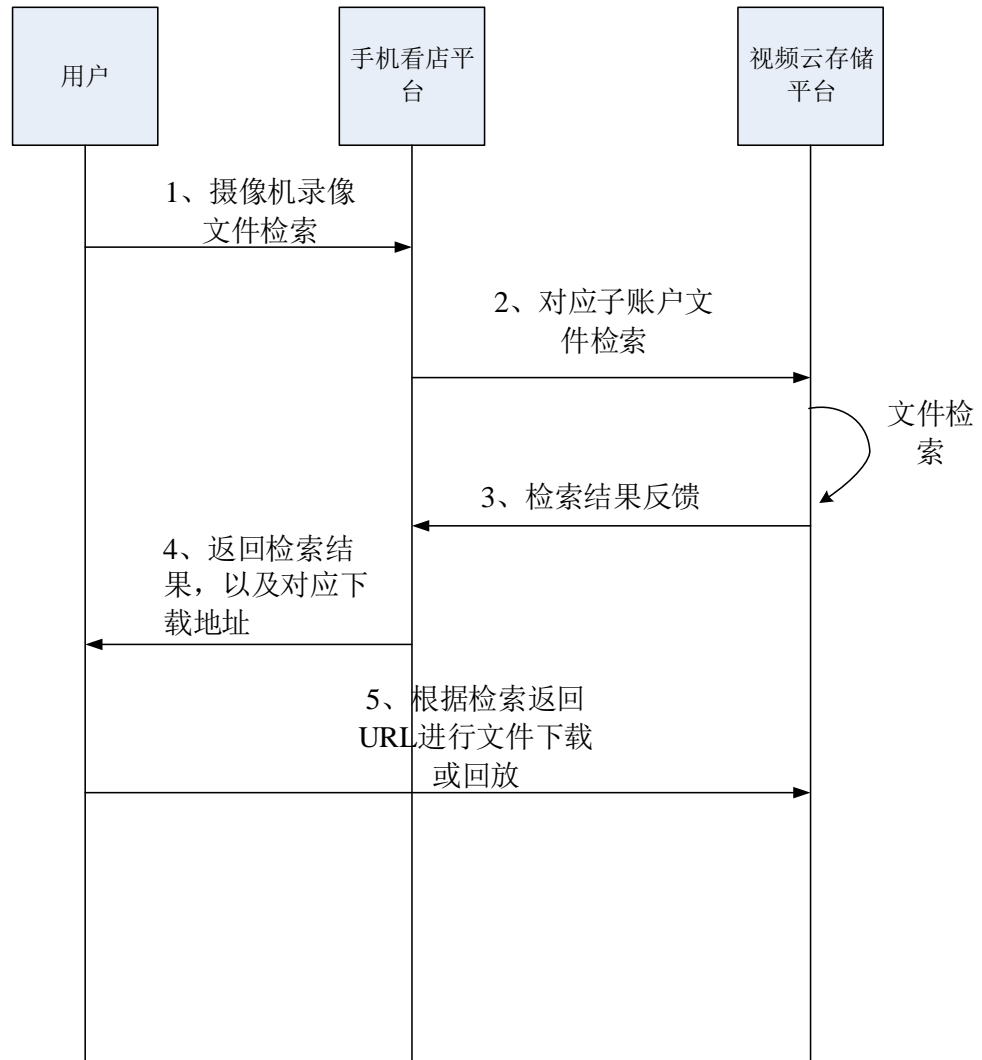 用户
手机看店平
台
视频云存储
平台
1、摄像机录像
文件检索
2、对应子账户文
件检索
文件检
索
3、检索结果反馈
4、返回检索结
果，以及对应下
载地址
5、根据检索返回
URL进行文件下载
或回放